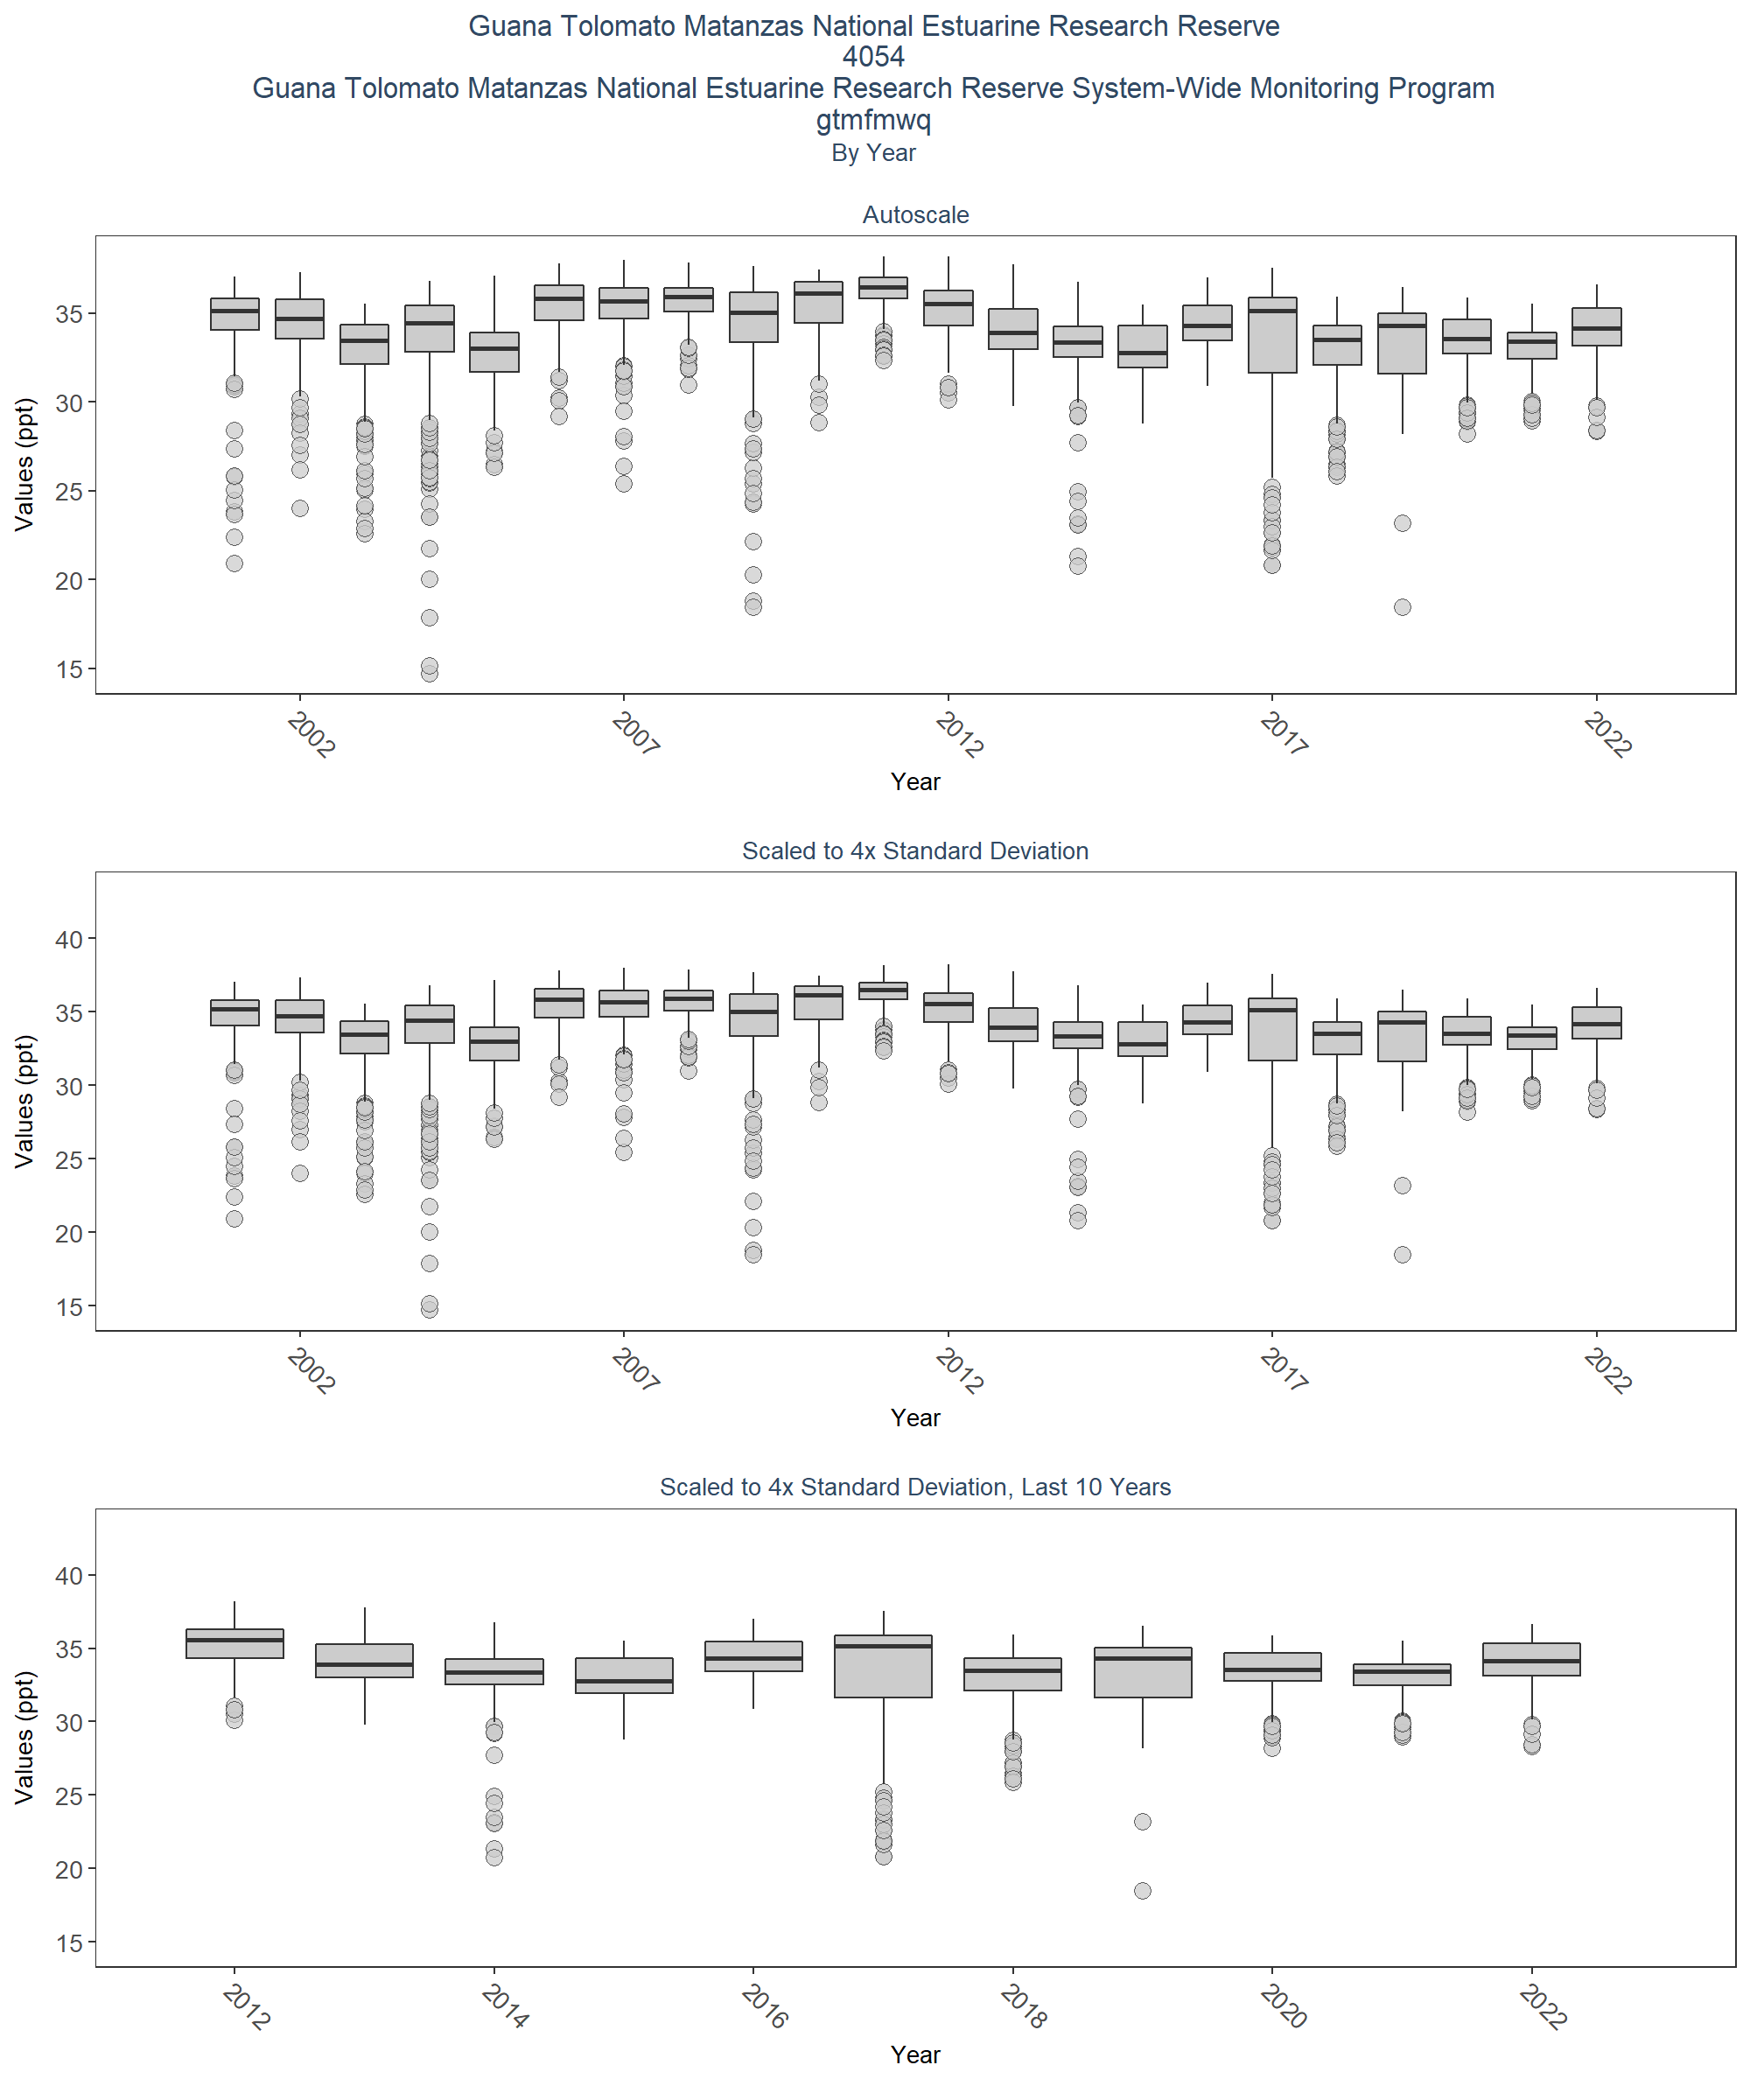 Guana Tolomato Matanzas National Estuarine Research Reserve
4054
Guana Tolomato Matanzas National Estuarine Research Reserve System-Wide Monitoring Program
gtmfmwq
By Year
Autoscale
Values (ppt)
35
30
25
20
15
2002
2007
2012
2017
2022
Year
Scaled to 4x Standard Deviation
Values (ppt)
40
35
30
25
20
15
2002
2007
2012
2017
2022
Year
Scaled to 4x Standard Deviation, Last 10 Years
Values (ppt)
40
35
30
25
20
15
2012
2014
2016
2018
2020
2022
Year